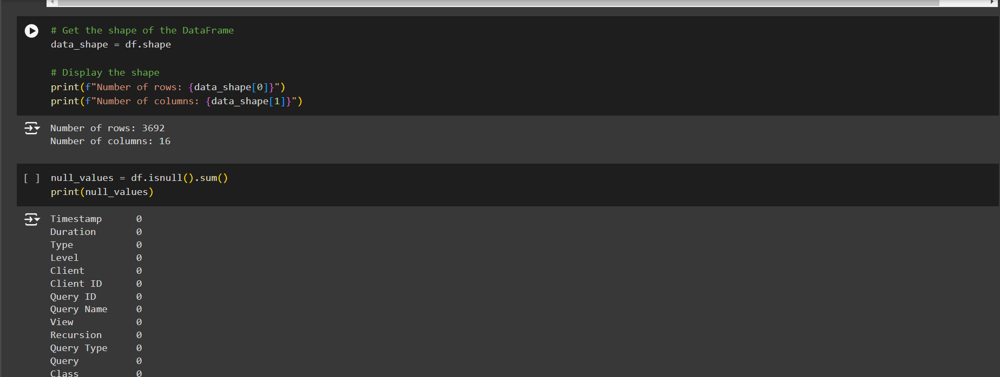 # Get the shape of the DataFrame
data_shape = df.shape
# Display the shape
print(f"Number of rows: {data_shape[0]}")
print(f"Number of columns: {data_shape[1]}")
Number of rows: 3692
Number of columns: 16
[ ] null_values = df.isnull().sum()
print(null_values)
Timestamp 0
Duration 0
Type 0
Level 0
Client 0
Client ID 0
Query ID 0
Query Name 0
View 0
Recursion 0
Query Type 0
Query 0
Class 0